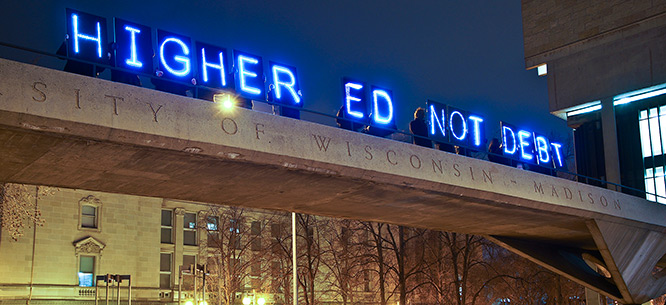 HIGHER ED NOT DEBT
SITY OF WISCONSIN - MADISON